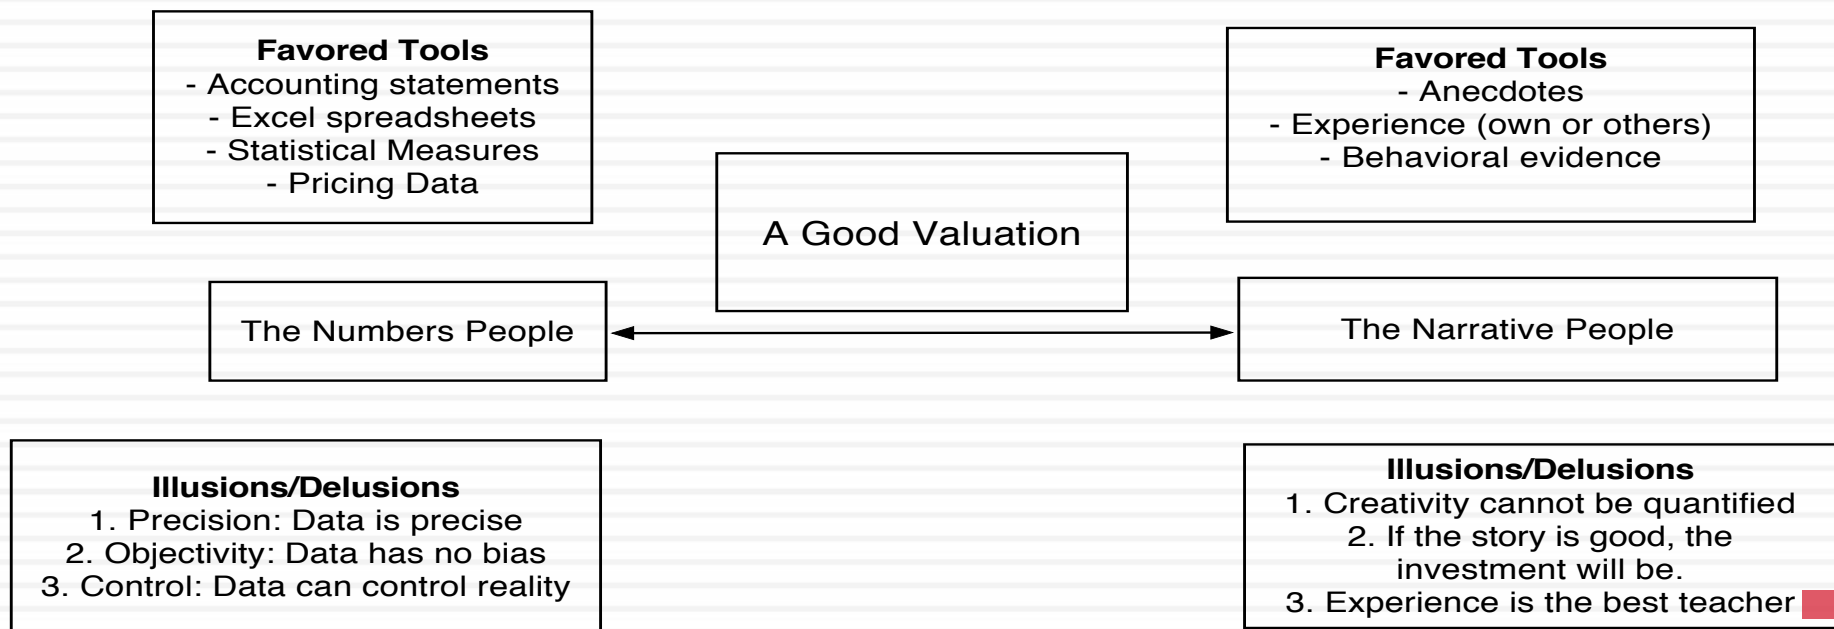 Favored Tools
- Accounting statements
- Excel spreadsheets
- Statistical Measures
- Pricing Data
Favored Tools
- Anecdotes
- Experience (own or others)
- Behavioral evidence
A Good Valuation
The Numbers People
The Narrative People
Illusions/Delusions
1. Precision: Data is precise
2. Objectivity: Data has no bias
3. Control: Data can control reality
Illusions/Delusions
1. Creativity cannot be quantified
2. If the story is good, the
investment will be.
3. Experience is the best teacher